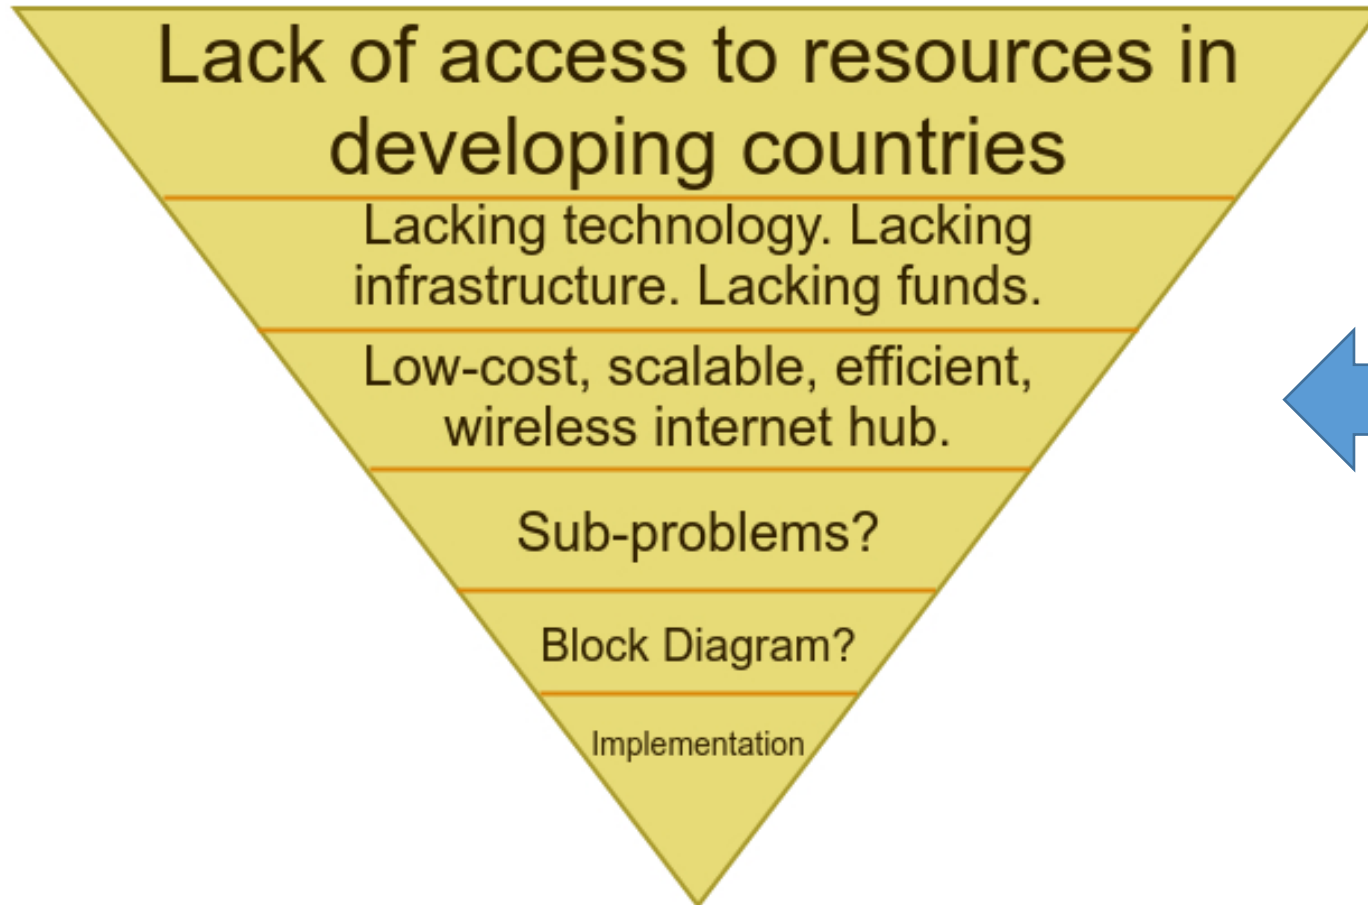 Lack of access to resources in
developing countries
Lacking technology. Lacking
infrastructure. Lacking funds.
Low-cost, scalable, efficient,
wireless internet hub.
Sub-problems?
Block Diagram?
Implementation